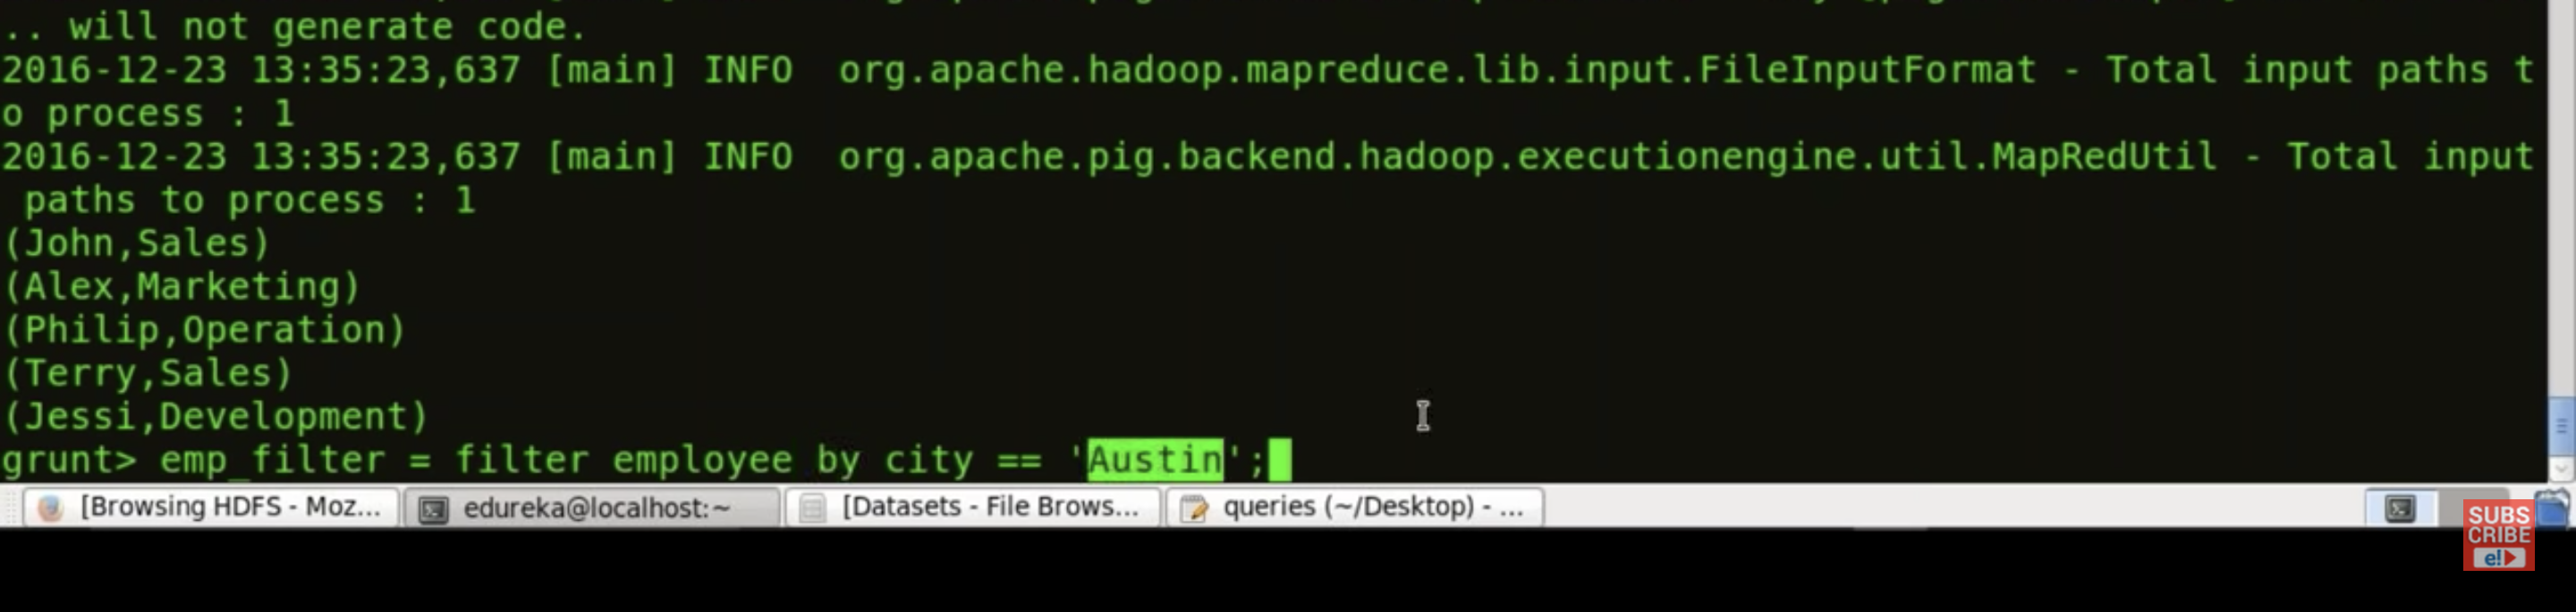 .. will not generate code.
2016-12-23 13:35:23,637 [main] INFO  org.apache.hadoop.mapreduce.lib.input.FileInputFormat - Total input paths t
o process : 1
2016-12-23 13:35:23,637 [main] INFO  org.apache.pig.backend.hadoop.executionengine.util.MapRedUtil - Total input
 paths to process : 1
(John,Sales)
(Alex,Marketing)
(Philip,Operation)
(Terry,Sales)
(Jessi,Development)
grunt> emp_filter = filter employee by city == 'Austin';
[Browsing HDFS - Moz... edureka@localhost:~ [Datasets - File Brows... queries (~/Desktop) - ...
SUBS
CRIBE
e!